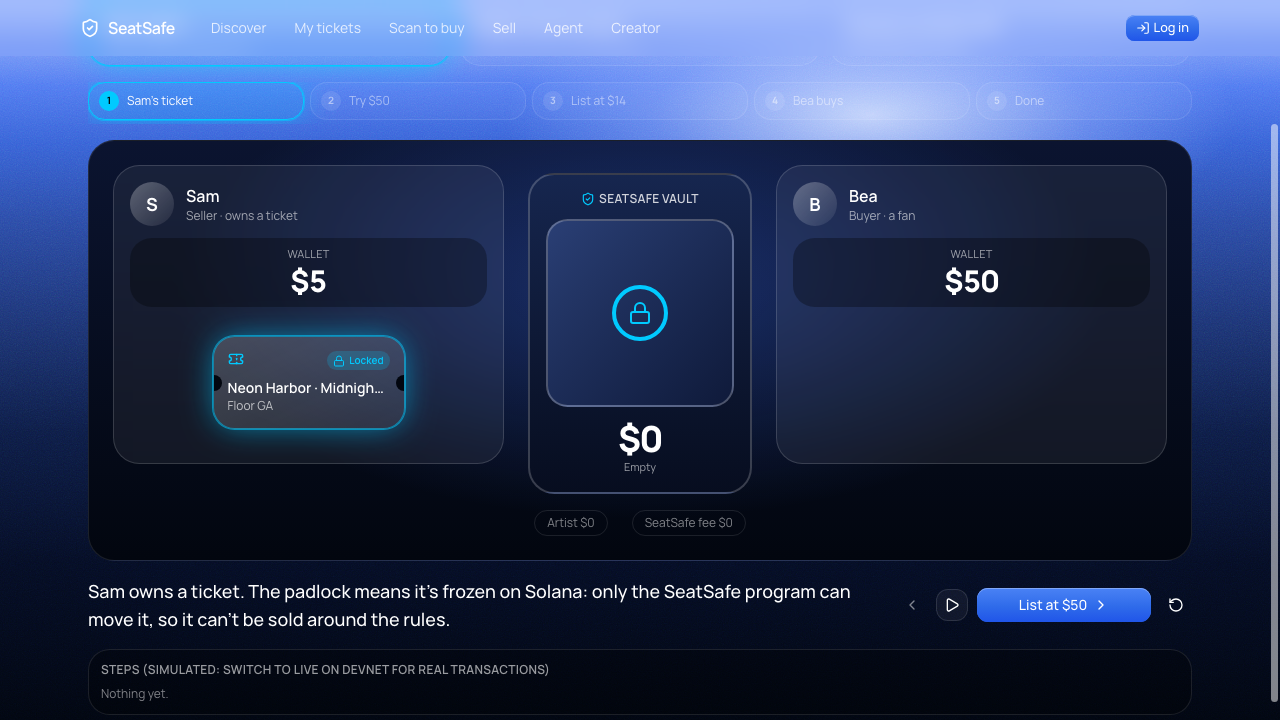 SeatSafe
Discover
My tickets
Scan to buy
Sell
Agent
Creator
Log in
1 Sam's ticket
2 Try $50
3 List at $14
4 Bea buys
5 Done
S
Sam
Seller · owns a ticket
WALLET
$5
Locked
Neon Harbor · Midnigh...
Floor GA
SEATSAFE VAULT
$0
Empty
B
Bea
Buyer · a fan
WALLET
$50
Artist $0
SeatSafe fee $0
Sam owns a ticket. The padlock means it's frozen on Solana: only the SeatSafe program can
move it, so it can't be sold around the rules.
List at $50
STEPS (SIMULATED: SWITCH TO LIVE ON DEVNET FOR REAL TRANSACTIONS)
Nothing yet.